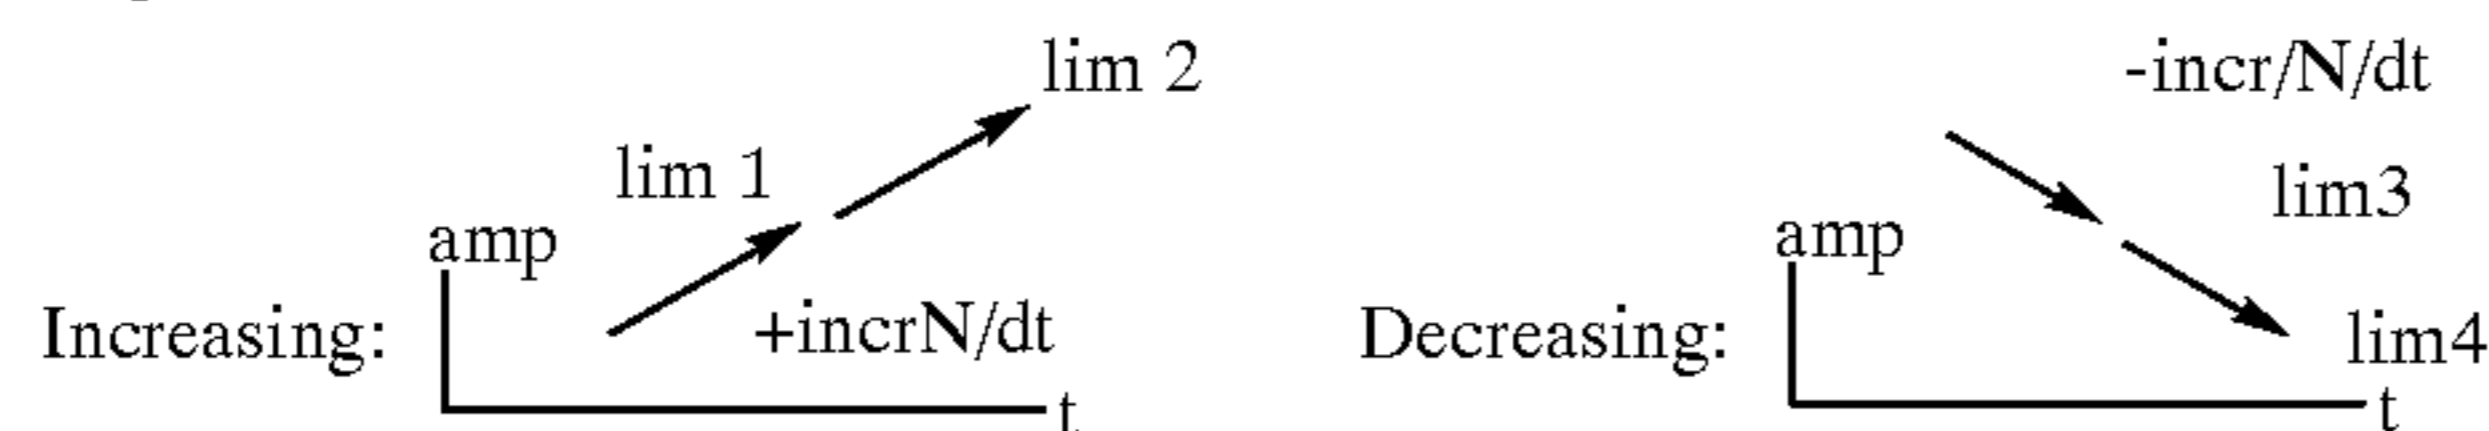 lim 2
lim 1
amp
Increasing:
+incrN/dt
t
-incr/N/dt
lim3
amp
Decreasing:
lim4
t